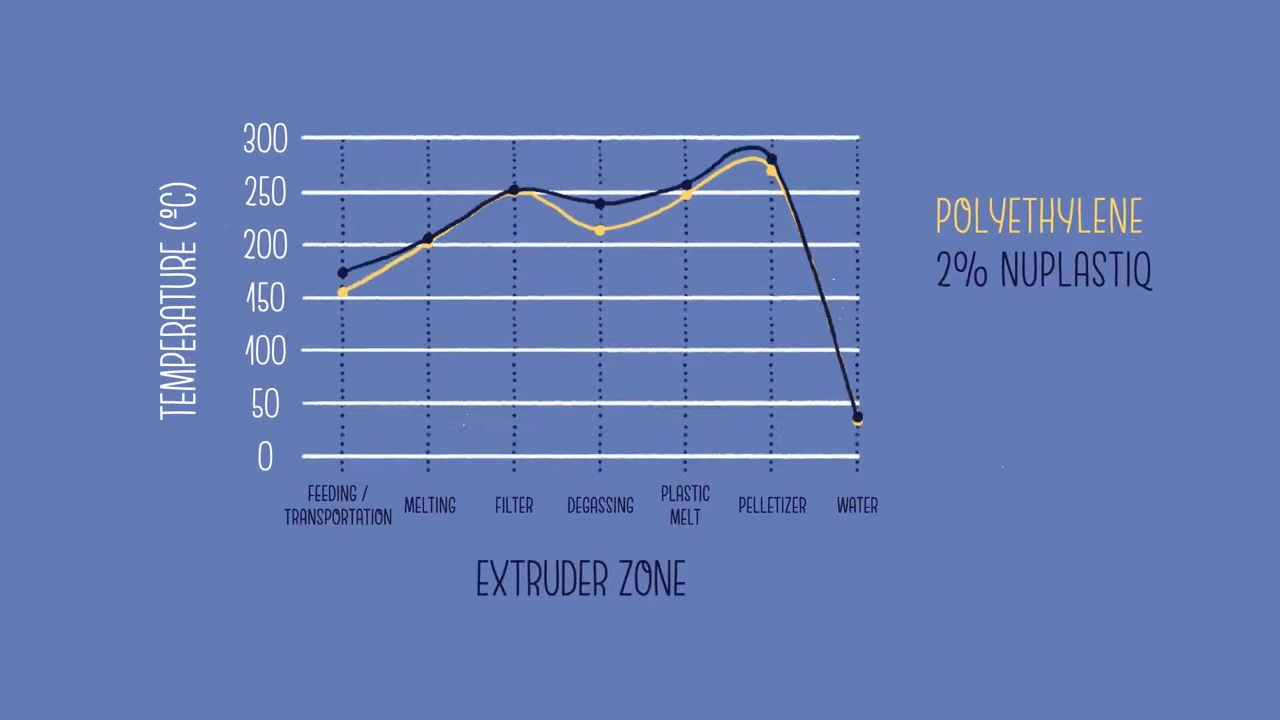 300
250
200
150
100
50
0
TEMPERATURE (ºC)
FEEDING /
TRANSPORTATION
MELTING
FILTER
DEGASSING
PLASTIC
MELT
PELLETIZER
WATER
EXTRUDER ZONE
POLYETHYLENE
2% NUPLASTIQ